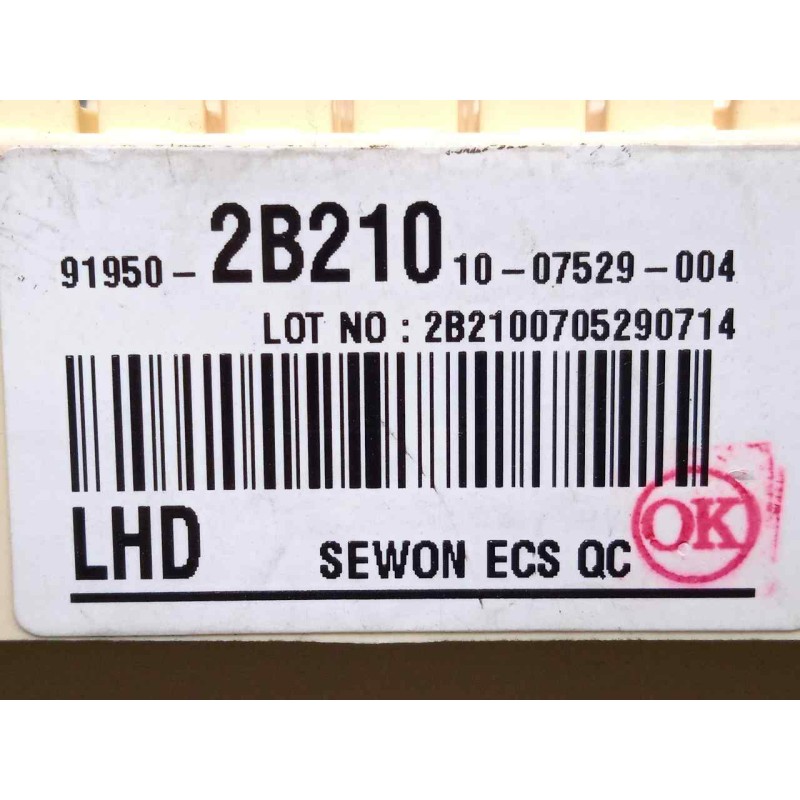 91950-2B210 10-07529-004
LOT NO : 2B2100705290714
LHD SEWON ECS QC OK